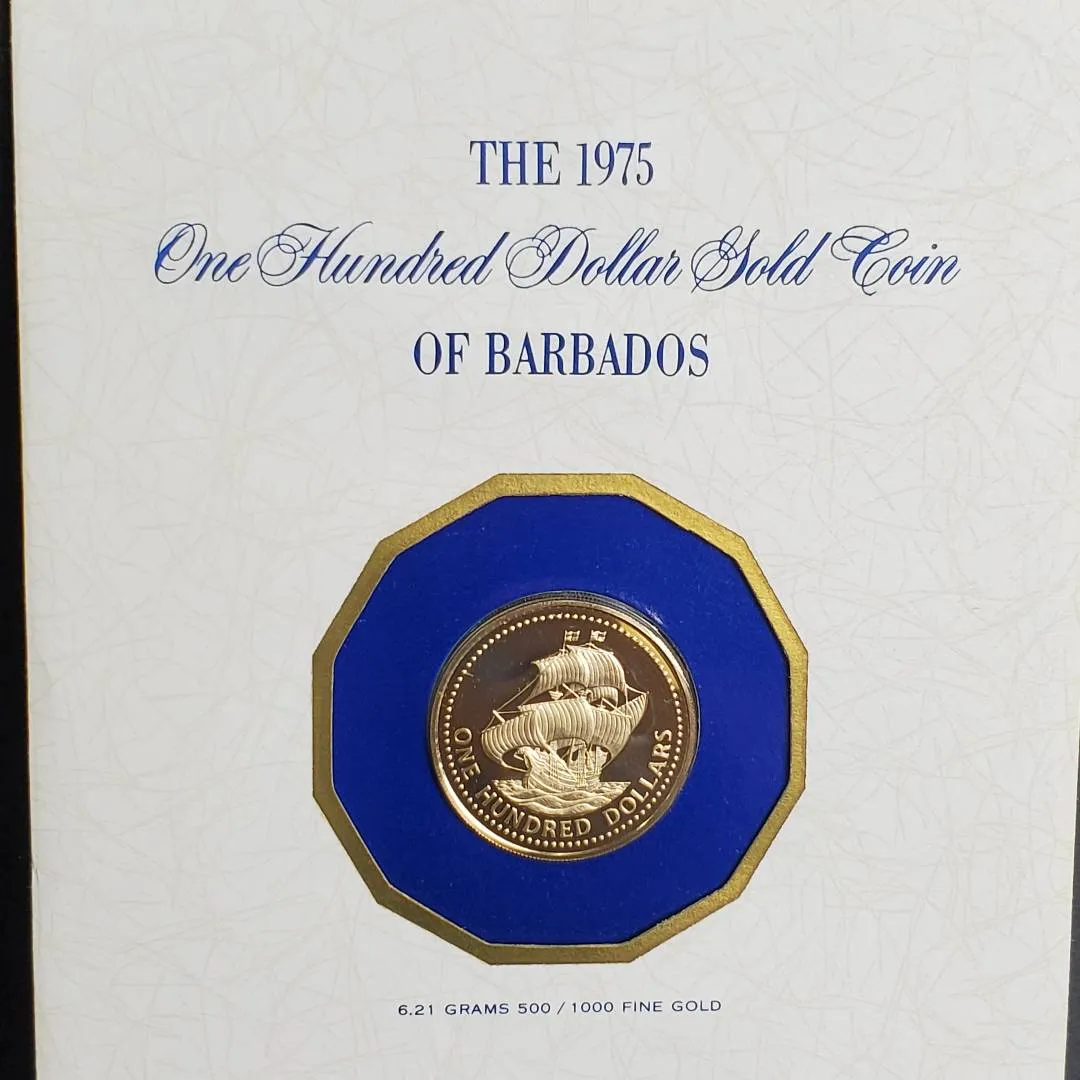 THE 1975
One Hundred Dollar Gold Coin
OF BARBADOS
ONE HUNDRED DOLLARS
6.21 GRAMS 500 / 1000 FINE GOLD